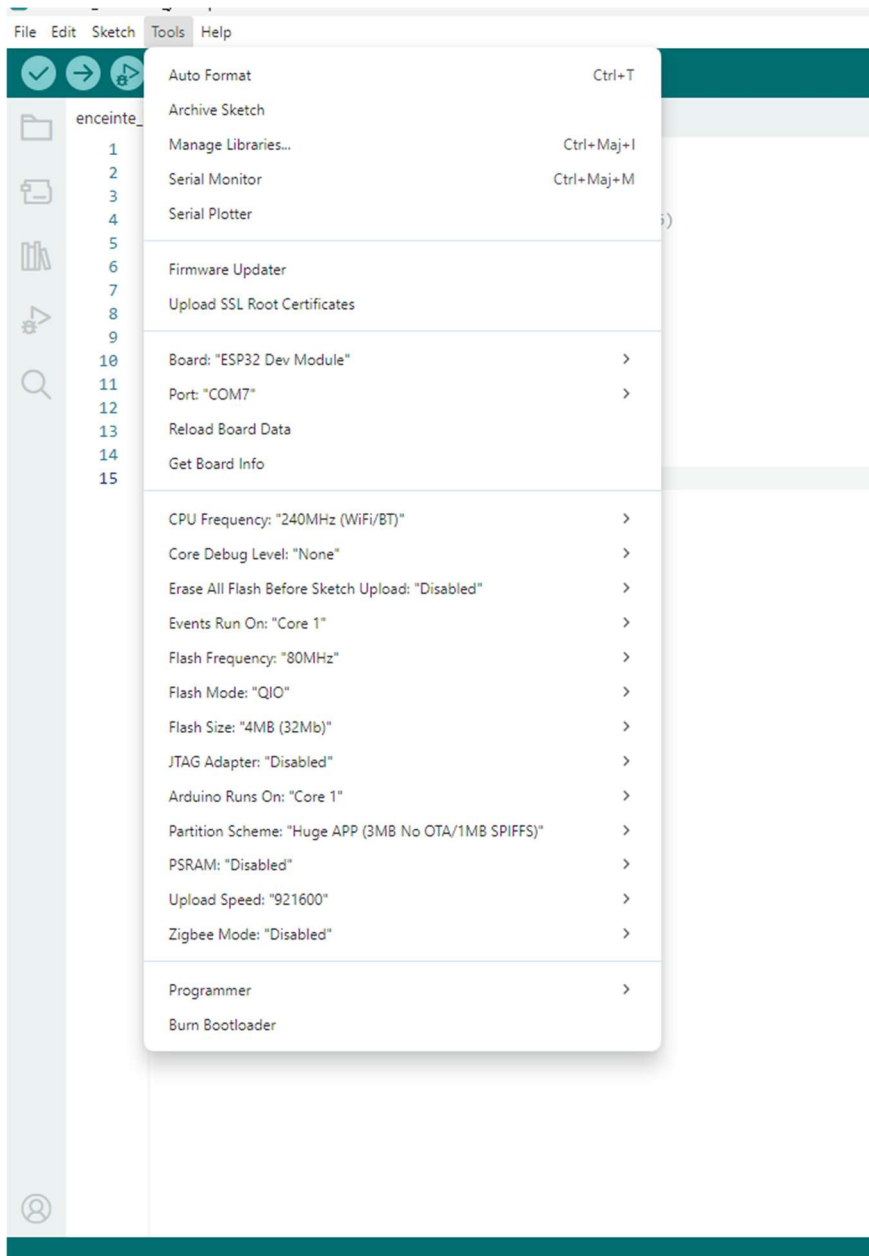 File Edit Sketch Tools Help
enceinte_
Auto Format Ctrl+T
Archive Sketch
Manage Libraries... Ctrl+Maj+I
Serial Monitor Ctrl+Maj+M
Serial Plotter
Firmware Updater
Upload SSL Root Certificates
Board: "ESP32 Dev Module"
Port: "COM7"
Reload Board Data
Get Board Info
CPU Frequency: "240MHz (WiFi/BT)"
Core Debug Level: "None"
Erase All Flash Before Sketch Upload: "Disabled"
Events Run On: "Core 1"
Flash Frequency: "80MHz"
Flash Mode: "QIO"
Flash Size: "4MB (32Mb)"
JTAG Adapter: "Disabled"
Arduino Runs On: "Core 1"
Partition Scheme: "Huge APP (3MB No OTA/1MB SPIFFS)"
PSRAM: "Disabled"
Upload Speed: "921600"
Zigbee Mode: "Disabled"
Programmer
Burn Bootloader
1
2
3
4
5
6
7
8
9
10
11
12
13
14
15